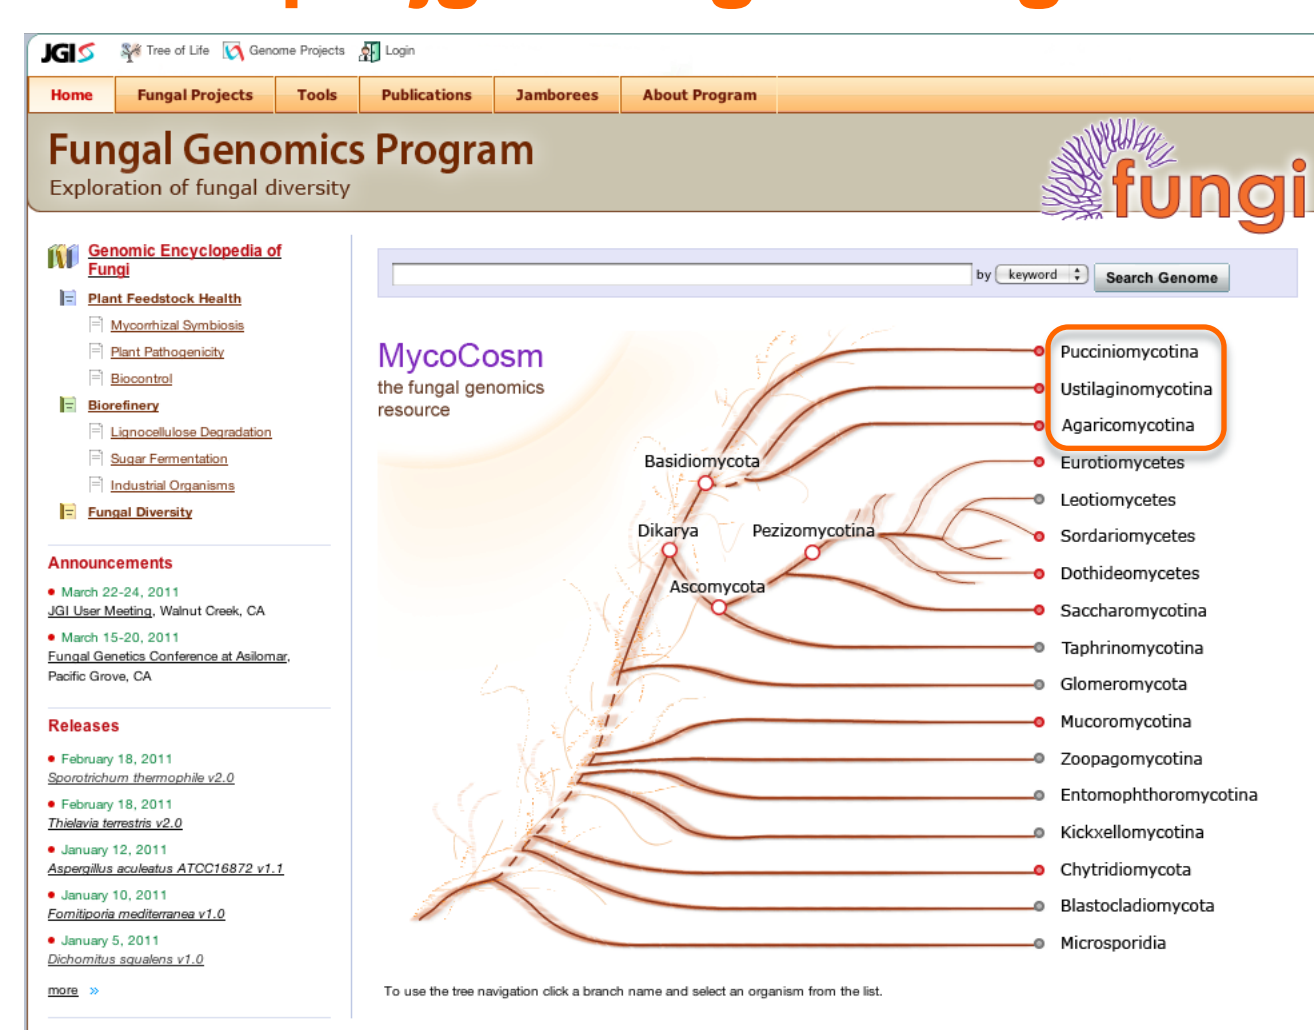 JGI Tree of Life Genome Projects Login
Home Fungal Projects Tools Publications Jamborees About Program
Fungal Genomics Program
Exploration of fungal diversity
fungi
Genomic Encyclopedia of
Fungi
Plant Feedstock Health
Mycorrhizal Symbiosis
Plant Pathogenicity
Biocontrol
Biorefinery
Lignocellulose Degradation
Sugar Fermentation
Industrial Organisms
Fungal Diversity
Announcements
March 22-24, 2011
JGI User Meeting, Walnut Creek, CA
March 15-20, 2011
Fungal Genetics Conference at Asilomar,
Pacific Grove, CA
Releases
February 18, 2011
Sporotrichum thermophile v2.0
February 18, 2011
Thielavia terrestris v2.0
January 12, 2011
Aspergillus aculeatus ATCC16872 v1.1
January 10, 2011
Fomitiporia mediterranea v1.0
January 5, 2011
Dichomitus squalens v1.0
more »
by keyword Search Genome
MycoCosm
the fungal genomics
resource
Basidiomycota
Dikarya
Pezizomycotina
Ascomycota
Pucciniomycotina
Ustilaginomycotina
Agaricomycotina
Eurotiomycetes
Leotiomycetes
Sordariomycetes
Dothideomycetes
Saccharomycotina
Taphrinomycotina
Glomeromycota
Mucoromycotina
Zoopagomycotina
Entomophthoromycotina
Kickxellomycotina
Chytridiomycota
Blastocladiomycota
Microsporidia
To use the tree navigation click a branch name and select an organism from the list.